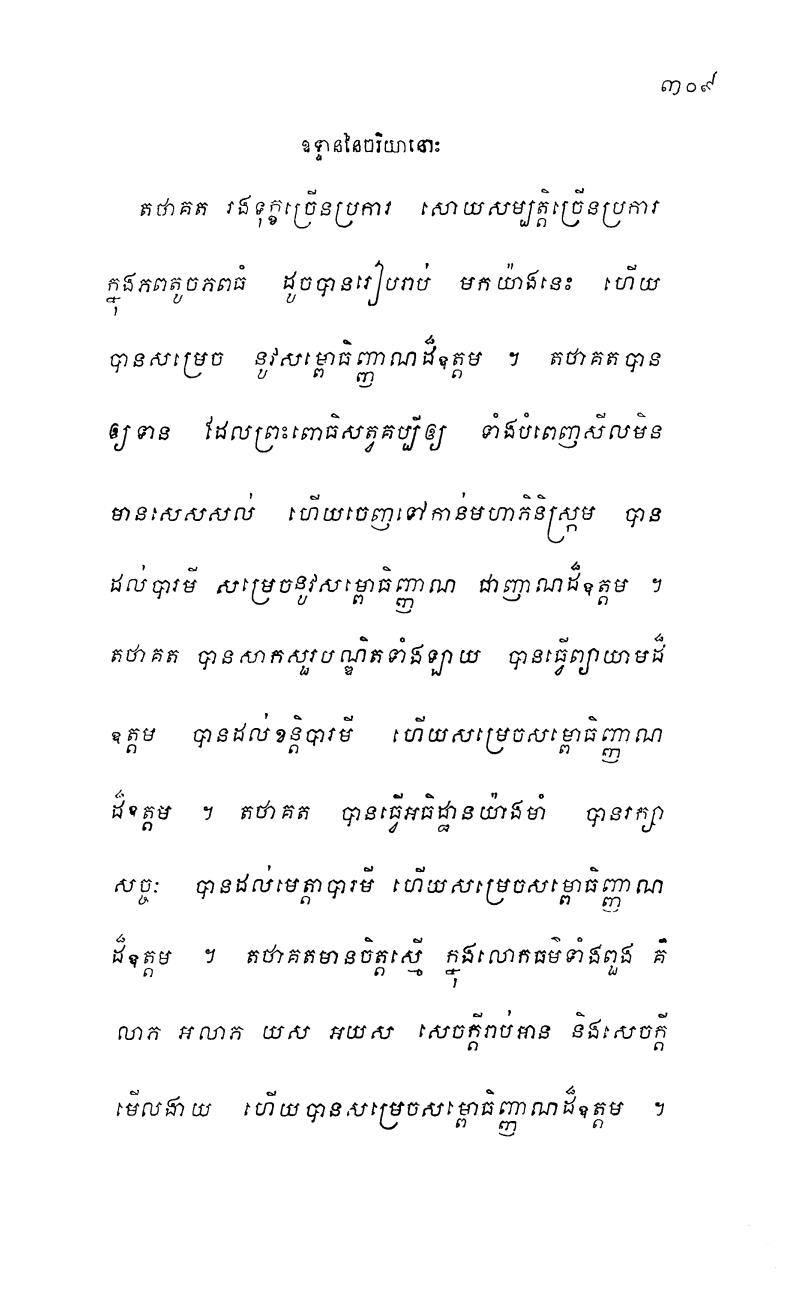 ៣០៩
ឧទ្ទាននៃចរិយានោះ
តថាគត រងទុក្ខច្រើនប្រការ សោយសម្បត្តិច្រើនប្រការ
ក្នុងភពតូចភពធំ ដូចបានរៀបរាប់ មកយ៉ាងនេះ ហើយ
បានសម្រេច នូវសម្ពោធិញ្ញាណដ៏ឧត្តម ។ តថាគតបាន
ឲ្យទាន ដែលព្រះពោធិសត្វគប្បីឲ្យ ទាំងបំពេញសីលមិន
មានសេសសល់ ហើយចេញទៅកាន់មហាភិនិស្ក្រម បាន
ដល់បារមី សម្រេចនូវសម្ពោធិញ្ញាណ ជាញាណដ៏ឧត្តម ។
តថាគត បានសាកសួរបណ្ឌិតទាំងឡាយ បានធ្វើព្យាយាមដ៏
ឧត្តម បានដល់ខន្តិបារមី ហើយសម្រេចសម្ពោធិញ្ញាណ
ដ៏ឧត្តម ។ តថាគត បានធ្វើអធិដ្ឋានយ៉ាងមាំ បានរក្សា
សច្ចៈ បានដល់មេត្តាបារមី ហើយសម្រេចសម្ពោធិញ្ញាណ
ដ៏ឧត្តម ។ តថាគតមានចិត្តស្មើ ក្នុងលោកធម៌ទាំងពួង គឺ
លាភ អលាភ យស អយស សេចក្តីរាប់អាន និងសេចក្តី
មើលងាយ ហើយបានសម្រេចសម្ពោធិញ្ញាណដ៏ឧត្តម ។